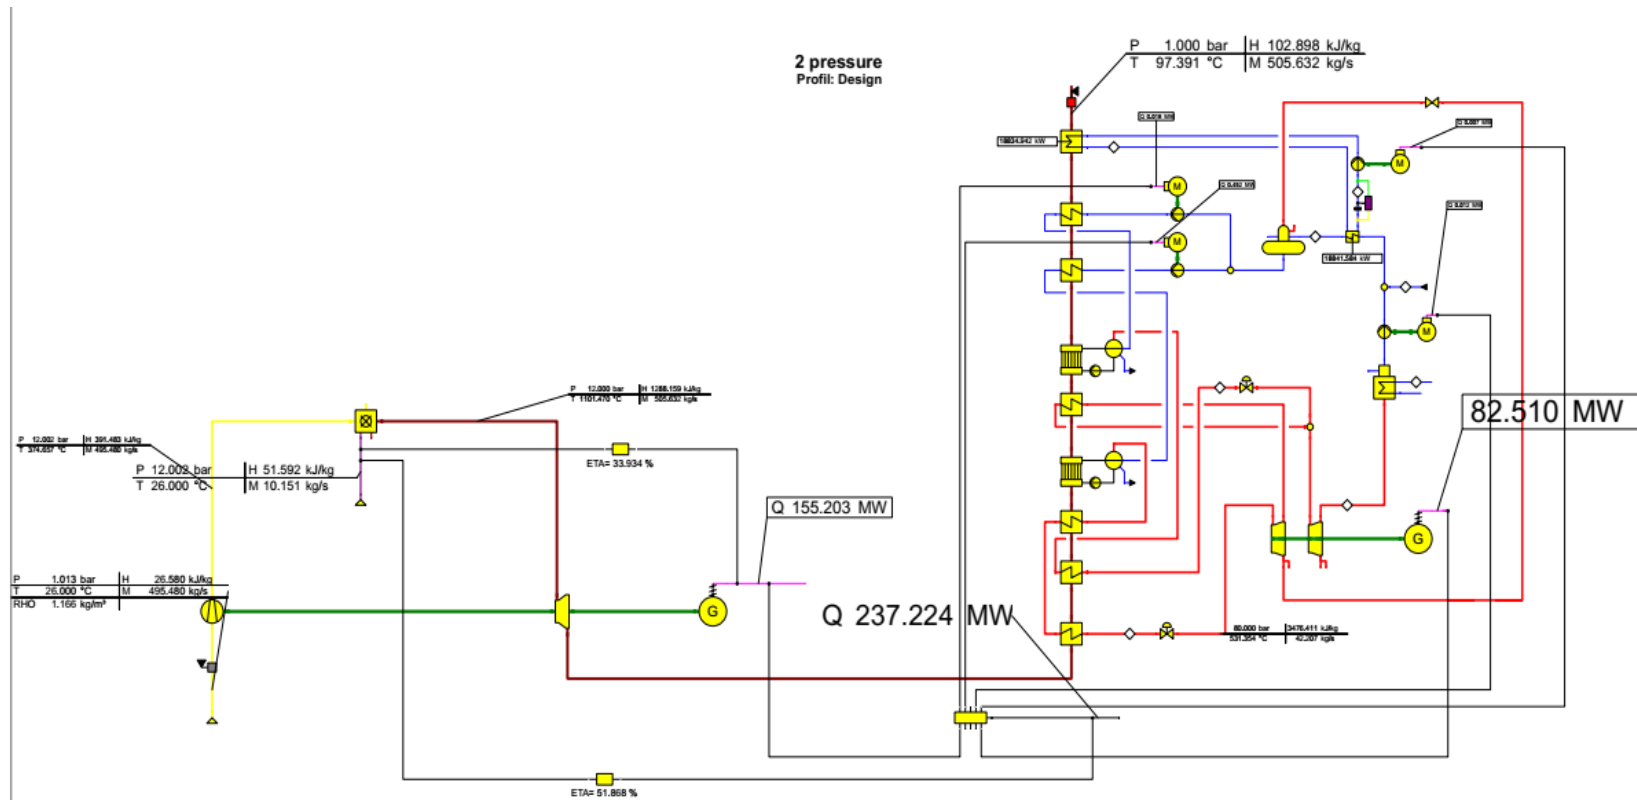 2 pressure
Profil: Design
P 1.000 bar H 102.898 kJ/kg
T 97.391 °C M 505.632 kg/s
M
M
M
M
P 12.000 bar H 1288.159 kJ/kg
T 1101.470 °C M 505.632 kg/s
82.510 MW
P 12.002 bar H 391.483 kJ/kg
T 374.657 °C M 495.480 kg/s
ETA= 33.934 %
P 12.002 bar H 51.592 kJ/kg
T 26.000 °C M 10.151 kg/s
Q 155.203 MW
G
P 1.013 bar H 26.580 kJ/kg
T 26.000 °C M 495.480 kg/s
RHO 1.166 kg/m³
G
Q 237.224 MW
80.000 bar 3476.411 kJ/kg
531.354 °C 42.207 kg/s
ETA= 51.868 %